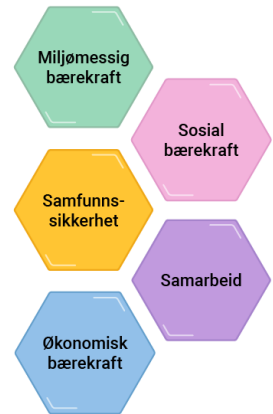 Miljømessig
bærekraft
Sosial
bærekraft
Samfunns-
sikkerhet
Samarbeid
Økonomisk
bærekraft